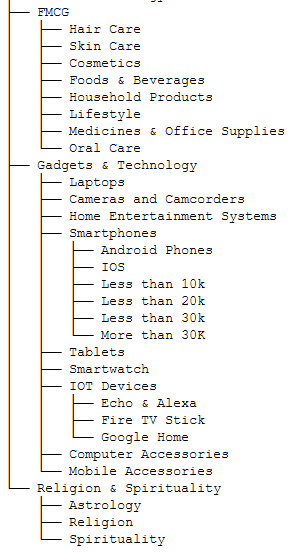 FMCG
Hair Care
Skin Care
Cosmetics
Foods & Beverages
Household Products
Lifestyle
Medicines & Office Supplies
Oral Care
Gadgets & Technology
Laptops
Cameras and Camcorders
Home Entertainment Systems
Smartphones
Android Phones
IOS
Less than 10k
Less than 20k
Less than 30k
More than 30K
Tablets
Smartwatch
IOT Devices
Echo & Alexa
Fire TV Stick
Google Home
Computer Accessories
Mobile Accessories
Religion & Spirituality
Astrology
Religion
Spirituality